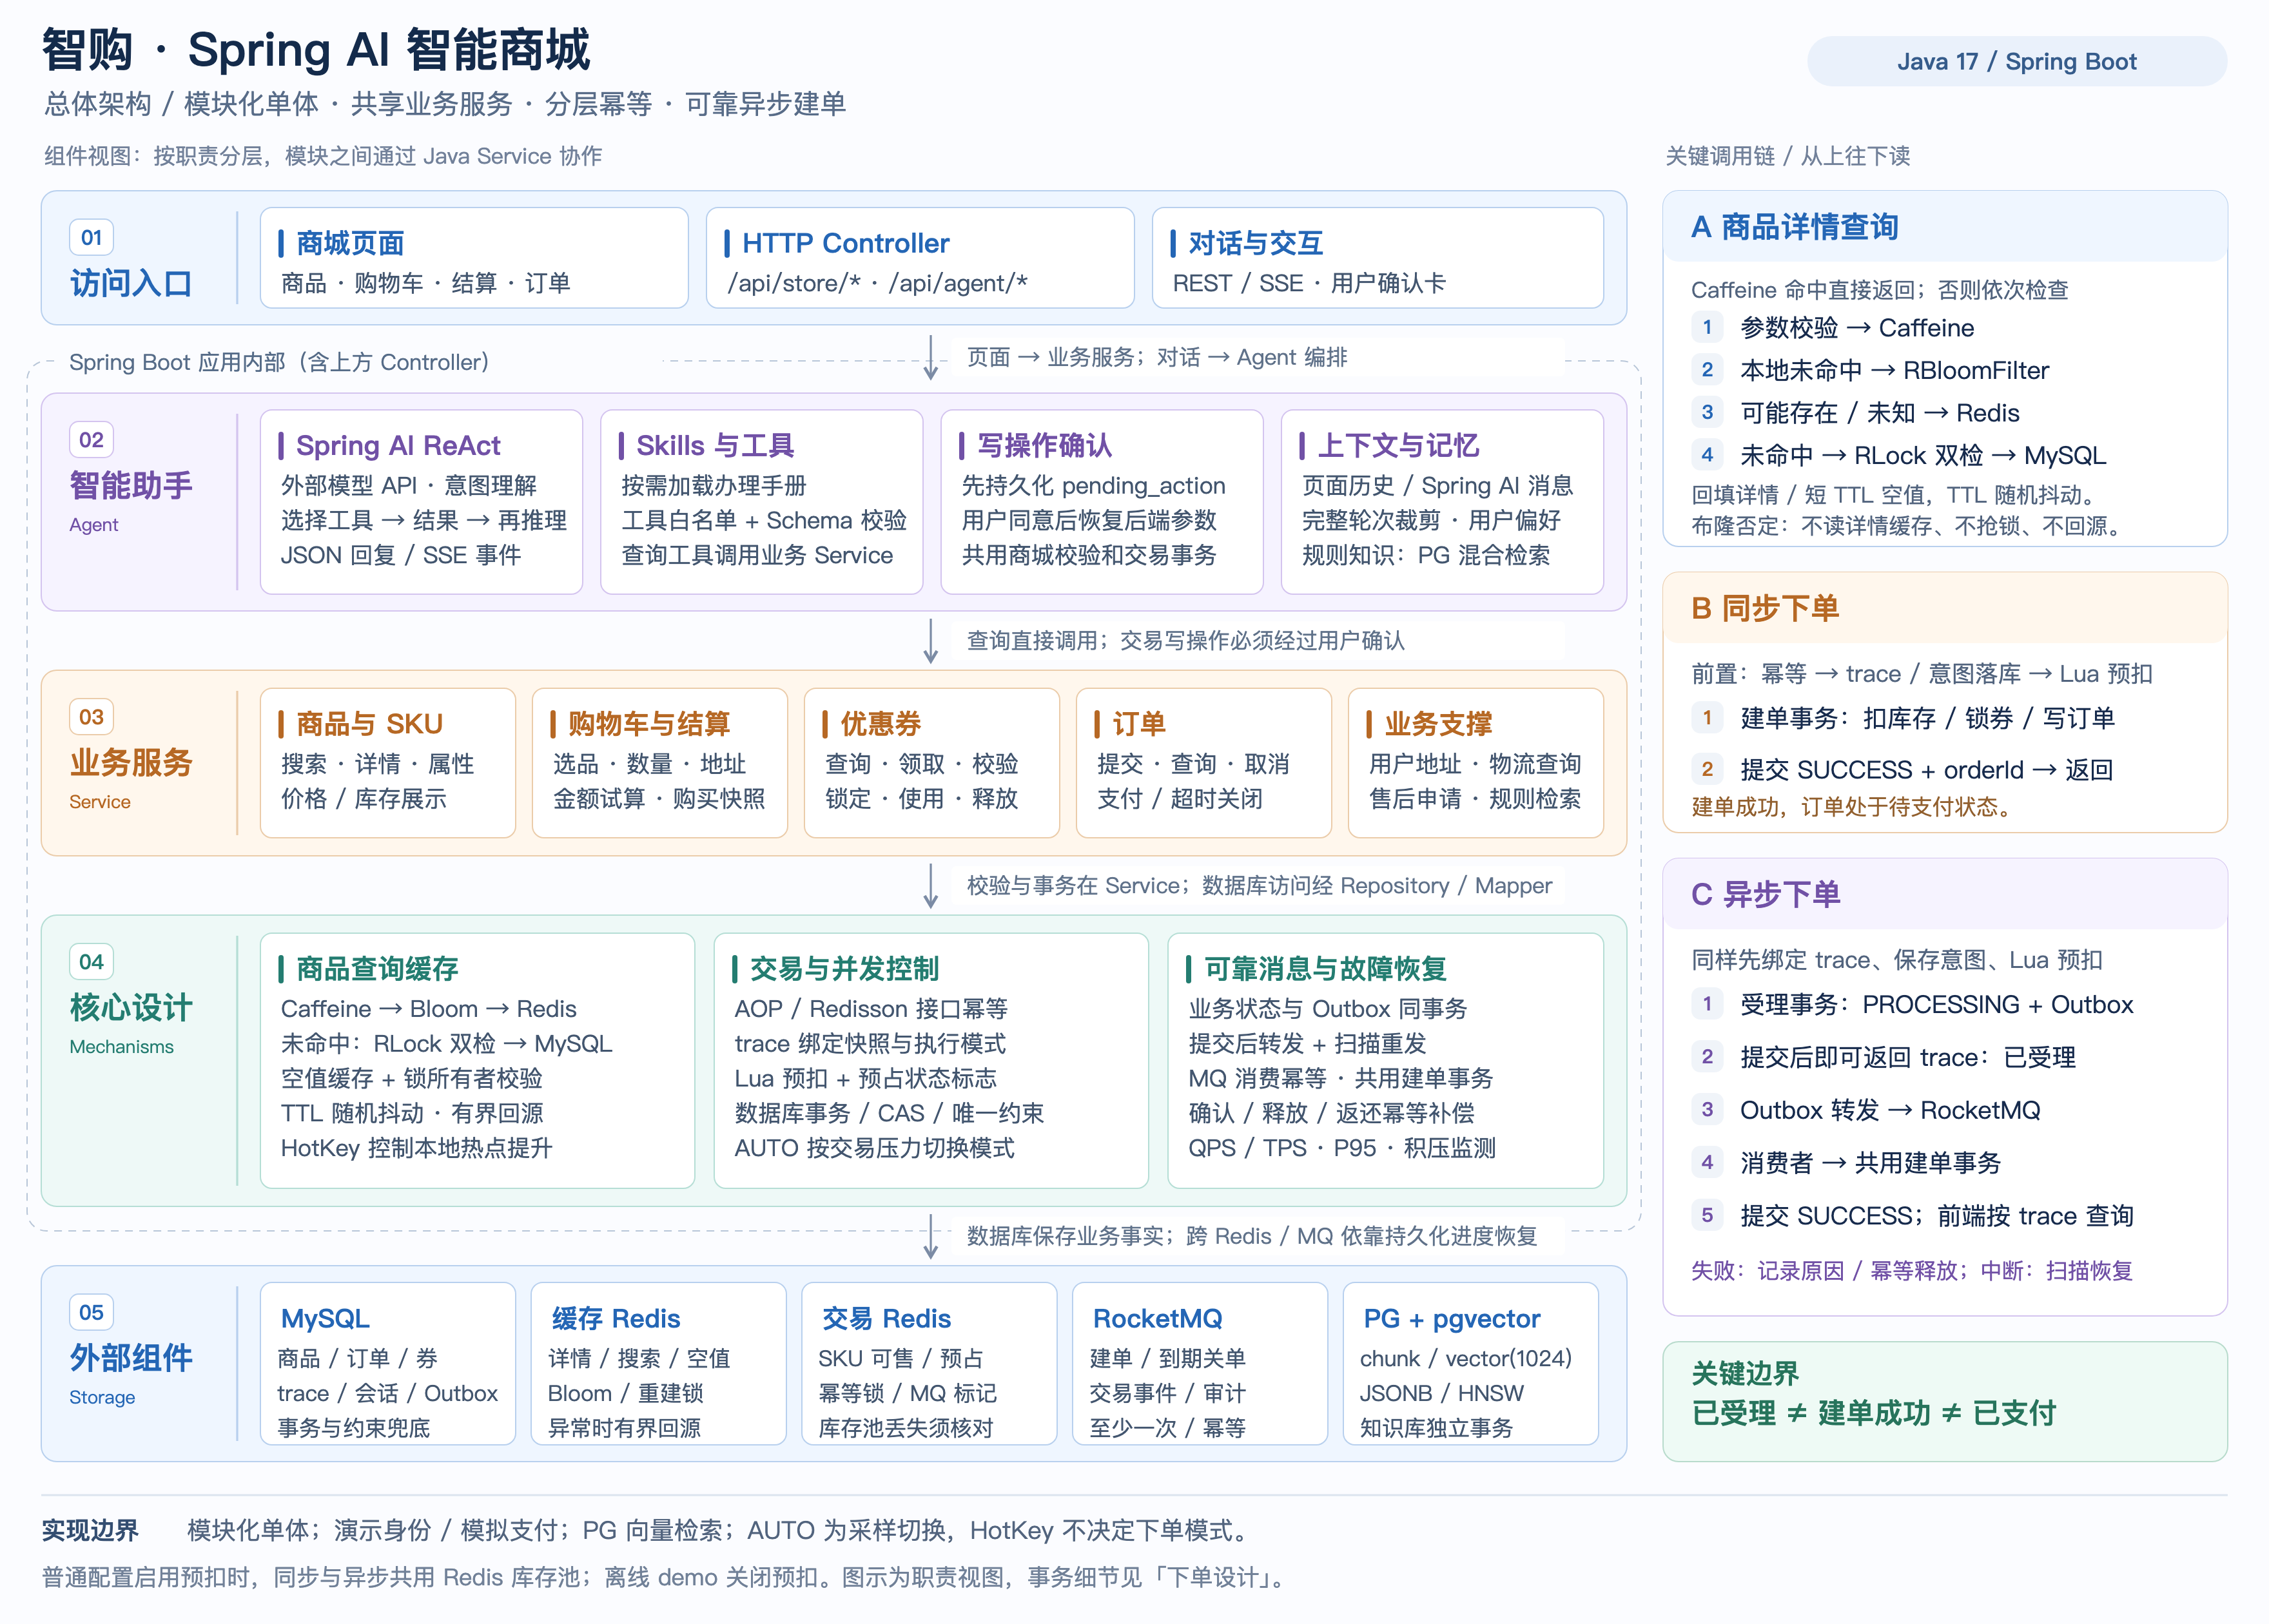 智购 · Spring AI 智能商城
Java 17 / Spring Boot
总体架构 / 模块化单体 · 共享业务服务 · 分层幂等 · 可靠异步建单
组件视图：按职责分层，模块之间通过 Java Service 协作
01
访问入口
商城页面
商品 · 购物车 · 结算 · 订单
HTTP Controller
/api/store/* · /api/agent/*
对话与交互
REST / SSE · 用户确认卡
Spring Boot 应用内部（含上方 Controller）
页面 → 业务服务；对话 → Agent 编排
02
智能助手
Agent
Spring AI ReAct
外部模型 API · 意图理解
选择工具 → 结果 → 再推理
JSON 回复 / SSE 事件
Skills 与工具
按需加载办理手册
工具白名单 + Schema 校验
查询工具调用业务 Service
写操作确认
先持久化 pending_action
用户同意后恢复后端参数
共用商城校验和交易事务
上下文与记忆
页面历史 / Spring AI 消息
完整轮次裁剪 · 用户偏好
规则知识：PG 混合检索
查询直接调用；交易写操作必须经过用户确认
03
业务服务
Service
商品与 SKU
搜索 · 详情 · 属性
价格 / 库存展示
购物车与结算
选品 · 数量 · 地址
金额试算 · 购买快照
优惠券
查询 · 领取 · 校验
锁定 · 使用 · 释放
订单
提交 · 查询 · 取消
支付 / 超时关闭
业务支撑
用户地址 · 物流查询
售后申请 · 规则检索
校验与事务在 Service；数据库访问经 Repository / Mapper
04
核心设计
Mechanisms
商品查询缓存
Caffeine → Bloom → Redis
未命中：RLock 双检 → MySQL
空值缓存 + 锁所有者校验
TTL 随机抖动 · 有界回源
HotKey 控制本地热点提升
交易与并发控制
AOP / Redisson 接口幂等
trace 绑定快照与执行模式
Lua 预扣 + 预占状态标志
数据库事务 / CAS / 唯一约束
AUTO 按交易压力切换模式
可靠消息与故障恢复
业务状态与 Outbox 同事务
提交后转发 + 扫描重发
MQ 消费幂等 · 共用建单事务
确认 / 释放 / 返还幂等补偿
QPS / TPS · P95 · 积压监测
数据库保存业务事实；跨 Redis / MQ 依靠持久化进度恢复
05
外部组件
Storage
MySQL
商品 / 订单 / 券
trace / 会话 / Outbox
事务与约束兜底
缓存 Redis
详情 / 搜索 / 空值
Bloom / 重建锁
异常时有界回源
交易 Redis
SKU 可售 / 预占
幂等锁 / MQ 标记
库存池丢失须核对
RocketMQ
建单 / 到期关单
交易事件 / 审计
至少一次 / 幂等
PG + pgvector
chunk / vector(1024)
JSONB / HNSW
知识库独立事务
关键调用链 / 从上往下读
A 商品详情查询
Caffeine 命中直接返回；否则依次检查
1 参数校验 → Caffeine
2 本地未命中 → RBloomFilter
3 可能存在 / 未知 → Redis
4 未命中 → RLock 双检 → MySQL
回填详情 / 短 TTL 空值，TTL 随机抖动。
布隆否定：不读详情缓存、不抢锁、不回源。
B 同步下单
前置：幂等 → trace / 意图落库 → Lua 预扣
1 建单事务：扣库存 / 锁券 / 写订单
2 提交 SUCCESS + orderId → 返回
建单成功，订单处于待支付状态。
C 异步下单
同样先绑定 trace、保存意图、Lua 预扣
1 受理事务：PROCESSING + Outbox
2 提交后即可返回 trace：已受理
3 Outbox 转发 → RocketMQ
4 消费者 → 共用建单事务
5 提交 SUCCESS；前端按 trace 查询
失败：记录原因 / 幂等释放；中断：扫描恢复
关键边界
已受理 ≠ 建单成功 ≠ 已支付
实现边界 模块化单体；演示身份 / 模拟支付；PG 向量检索；AUTO 为采样切换，HotKey 不决定下单模式。
普通配置启用预扣时，同步与异步共用 Redis 库存池；离线 demo 关闭预扣。图示为职责视图，事务细节见「下单设计」。